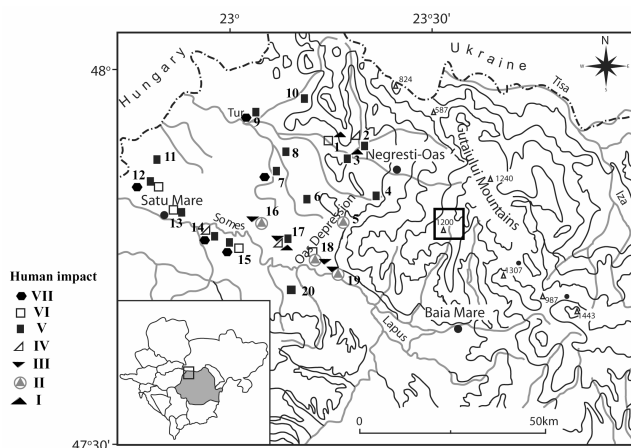 23° 23°30'
N
W E
S
48°
Hungary
Ukraine
Tisa
824
587
10
Tur
9
1 2
3
Negresti-Oas
Gutaiului Mountains
11
8
7
12
1240
Iza
Satu Mare
6 4
13
Somes
16 5
1200
14
17
Oas Depression
15
18
19
1307
Human impact
VII
VI
V
IV
III
II
I
20
987
1443
Baia Mare
Lapus
0 50km
47°30'